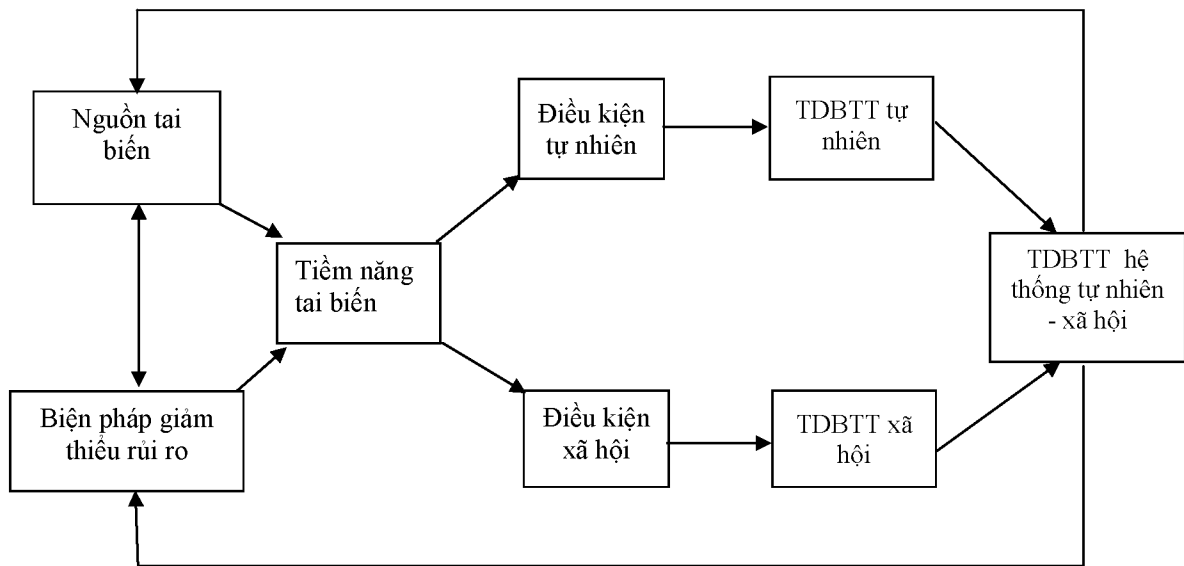 Nguồn tai
biến
Biện pháp giảm
thiểu rủi ro
Tiềm năng
tai biến
Điều kiện
tự nhiên
TDBTT tự
nhiên
Điều kiện
xã hội
TDBTT xã
hội
TDBTT hệ
thống tự nhiên
- xã hội